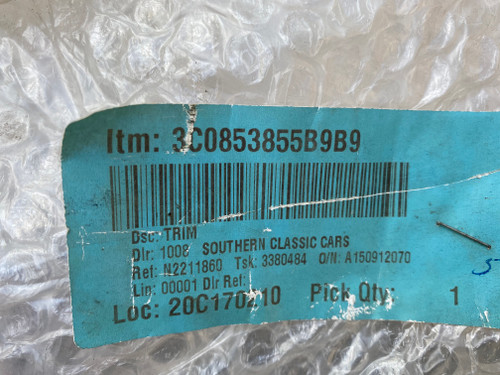 Itm: 3C0853855B9B9
Dsc: TRIM
Dlr: 1008 SOUTHERN CLASSIC CARS
Ref: N2211860 Tsk: 3380484 O/N: A150912070
Lin: 00001 Dlr Ref:
Loc: 20C170210 Pick Qty: 1